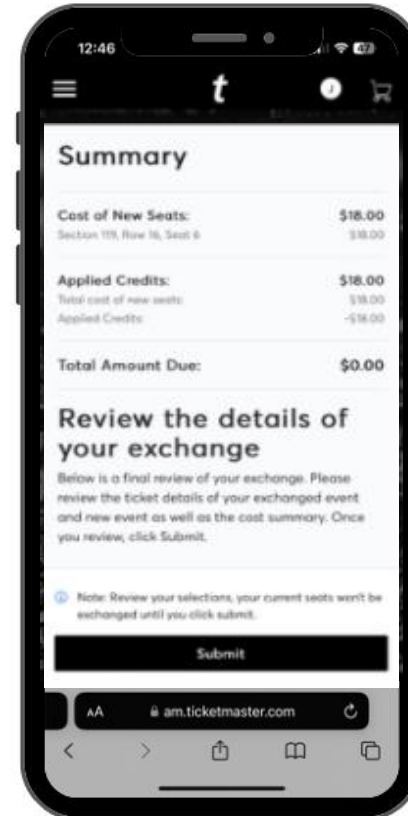 12:46
47
t
J
Summary
Cost of New Seats: $18.00
Section 119, Row 16, Seat 6 $18.00
Applied Credits: $18.00
Total cost of new seats: $18.00
Applied Credits: -$18.00
Total Amount Due: $0.00
Review the details of
your exchange
Below is a final review of your exchange. Please
review the ticket details of your exchanged event
and new event as well as the cost summary. Once
you review, click Submit.
Note: Review your selections, your current seats won't be
exchanged until you click submit.
Submit
AA am.ticketmaster.com